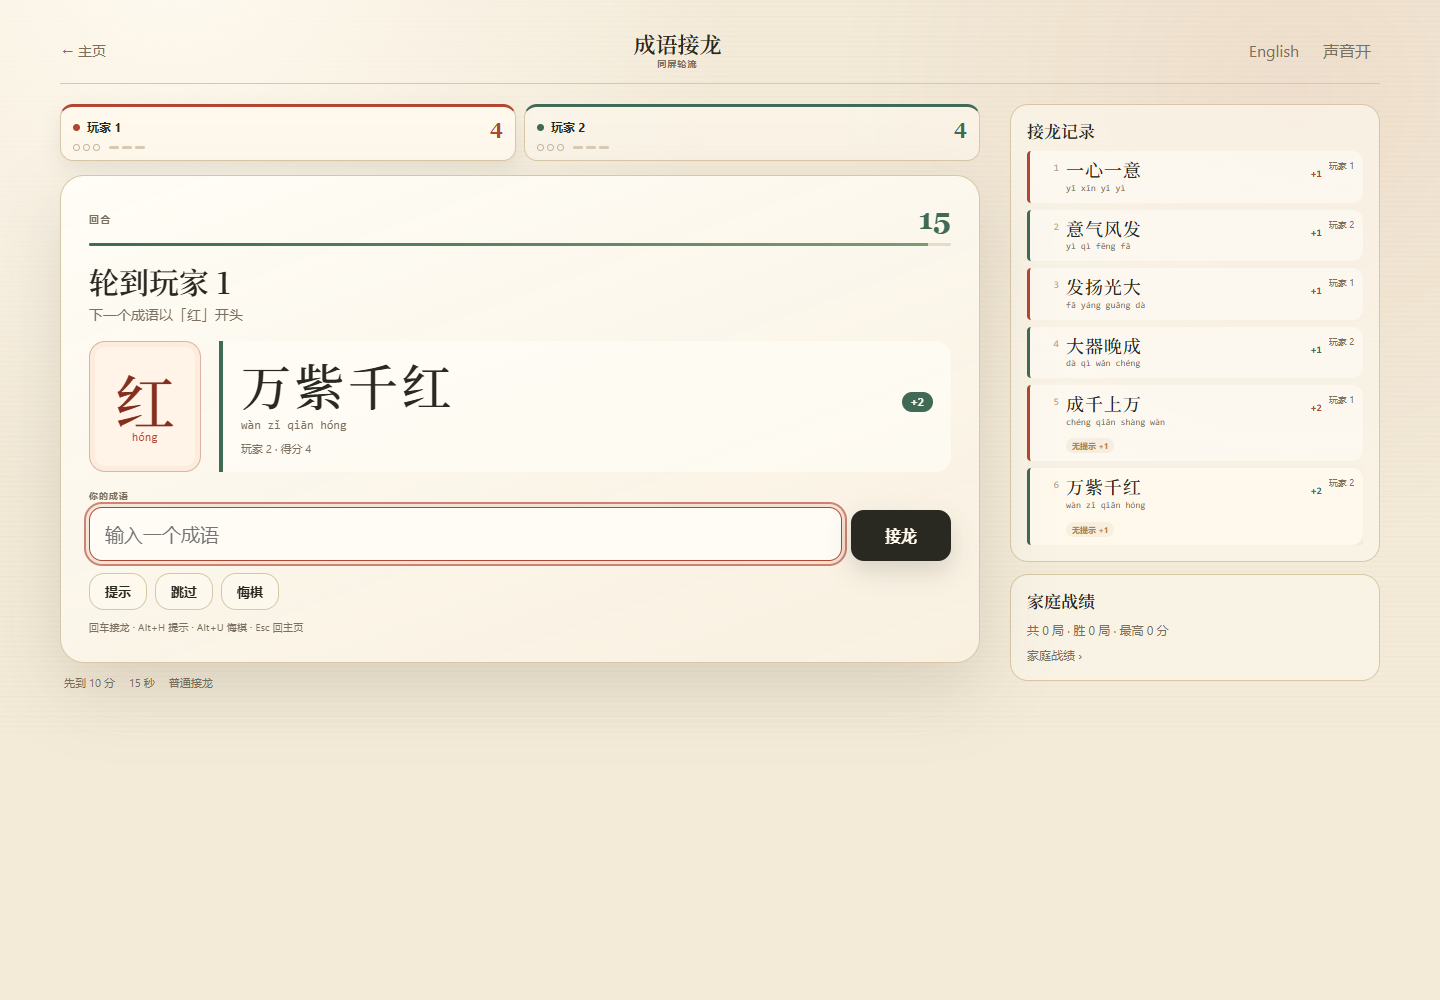 ← 主页
成语接龙
同屏轮流
English
声音开
玩家 1
4
玩家 2
4
回合
15
轮到玩家 1
下一个成语以「红」开头
红
hóng
万紫千红
wàn zǐ qiān hóng
玩家 2 · 得分 4
+2
你的成语
输入一个成语
接龙
提示
跳过
悔棋
回车接龙 · Alt+H 提示 · Alt+U 悔棋 · Esc 回主页
先到 10 分
15 秒
普通接龙
接龙记录
1
一心一意
yī xīn yī yì
+1
玩家 1
2
意气风发
yì qì fēng fā
+1
玩家 2
3
发扬光大
fā yáng guāng dà
+1
玩家 1
4
大器晚成
dà qì wǎn chéng
+1
玩家 2
5
成千上万
chéng qiān shàng wàn
+2
玩家 1
无提示 +1
6
万紫千红
wàn zǐ qiān hóng
+2
玩家 2
无提示 +1
家庭战绩
共 0 局 · 胜 0 局 · 最高 0 分
家庭战绩 ›